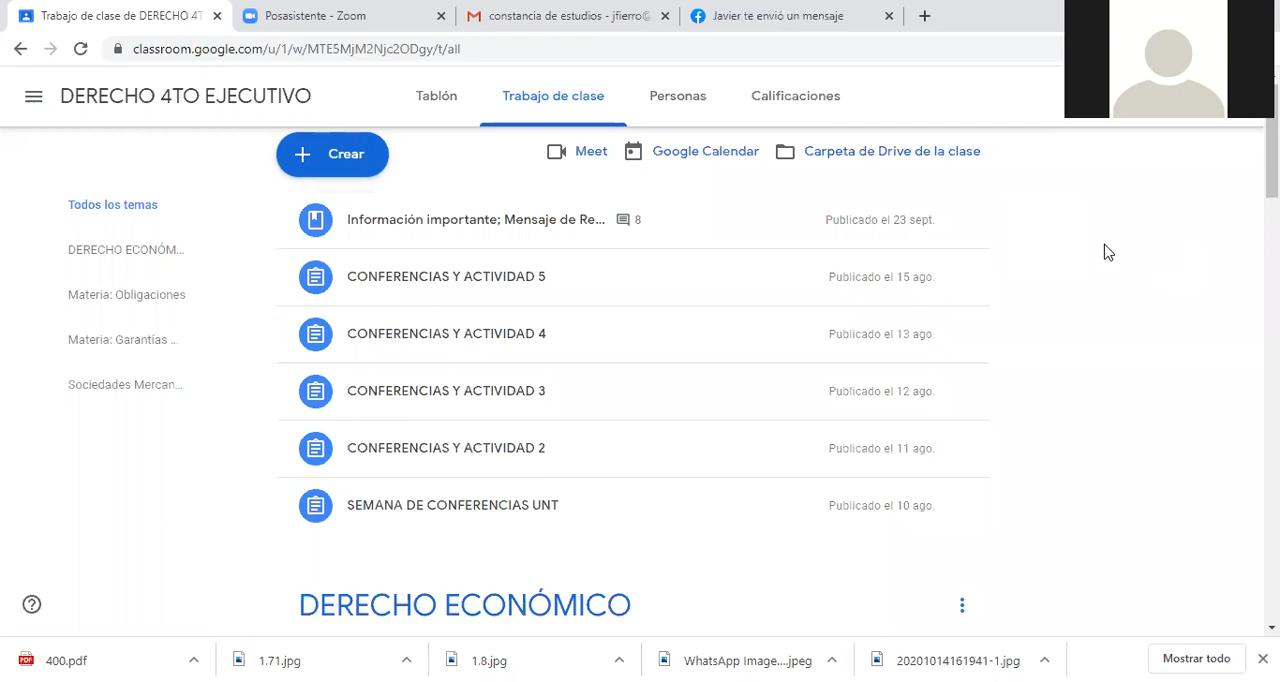 Trabajo de clase de DERECHO 4T
Posasistente - Zoom
constancia de estudios - jfierro@
Javier te envió un mensaje
classroom.google.com/u/1/w/MTE5MjM2Njc2ODgy/t/all
DERECHO 4TO EJECUTIVO
Tablón
Trabajo de clase
Personas
Calificaciones
Crear
Meet
Google Calendar
Carpeta de Drive de la clase
Todos los temas
DERECHO ECONÓM...
Materia: Obligaciones
Materia: Garantías ...
Sociedades Mercan...
Información importante; Mensaje de Re... 8 Publicado el 23 sept.
CONFERENCIAS Y ACTIVIDAD 5 Publicado el 15 ago.
CONFERENCIAS Y ACTIVIDAD 4 Publicado el 13 ago.
CONFERENCIAS Y ACTIVIDAD 3 Publicado el 12 ago.
CONFERENCIAS Y ACTIVIDAD 2 Publicado el 11 ago.
SEMANA DE CONFERENCIAS UNT Publicado el 10 ago.
DERECHO ECONÓMICO
400.pdf
1.71.jpg
1.8.jpg
WhatsApp Image....jpeg
20201014161941-1.jpg
Mostrar todo